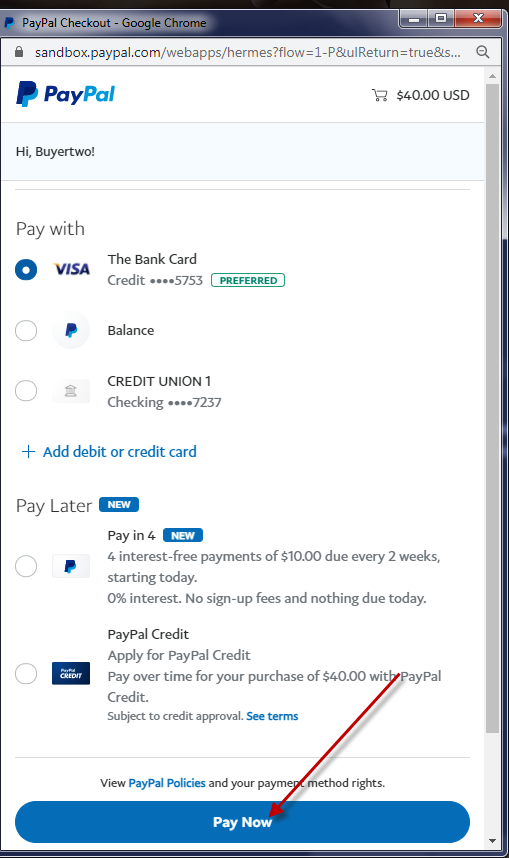 PayPal Checkout - Google Chrome
sandbox.paypal.com/webapps/hermes?flow=1-P&ulReturn=true&s...
PayPal
$40.00 USD
Hi, Buyertwo!
Pay with
VISA
The Bank Card
Credit ••••5753 PREFERRED
Balance
CREDIT UNION 1
Checking ••••7237
+ Add debit or credit card
Pay Later NEW
Pay in 4 NEW
4 interest-free payments of $10.00 due every 2 weeks,
starting today.
0% interest. No sign-up fees and nothing due today.
PayPal Credit
PayPal
CREDIT
Apply for PayPal Credit
Pay over time for your purchase of $40.00 with PayPal
Credit.
Subject to credit approval. See terms
View PayPal Policies and your payment method rights.
Pay Now